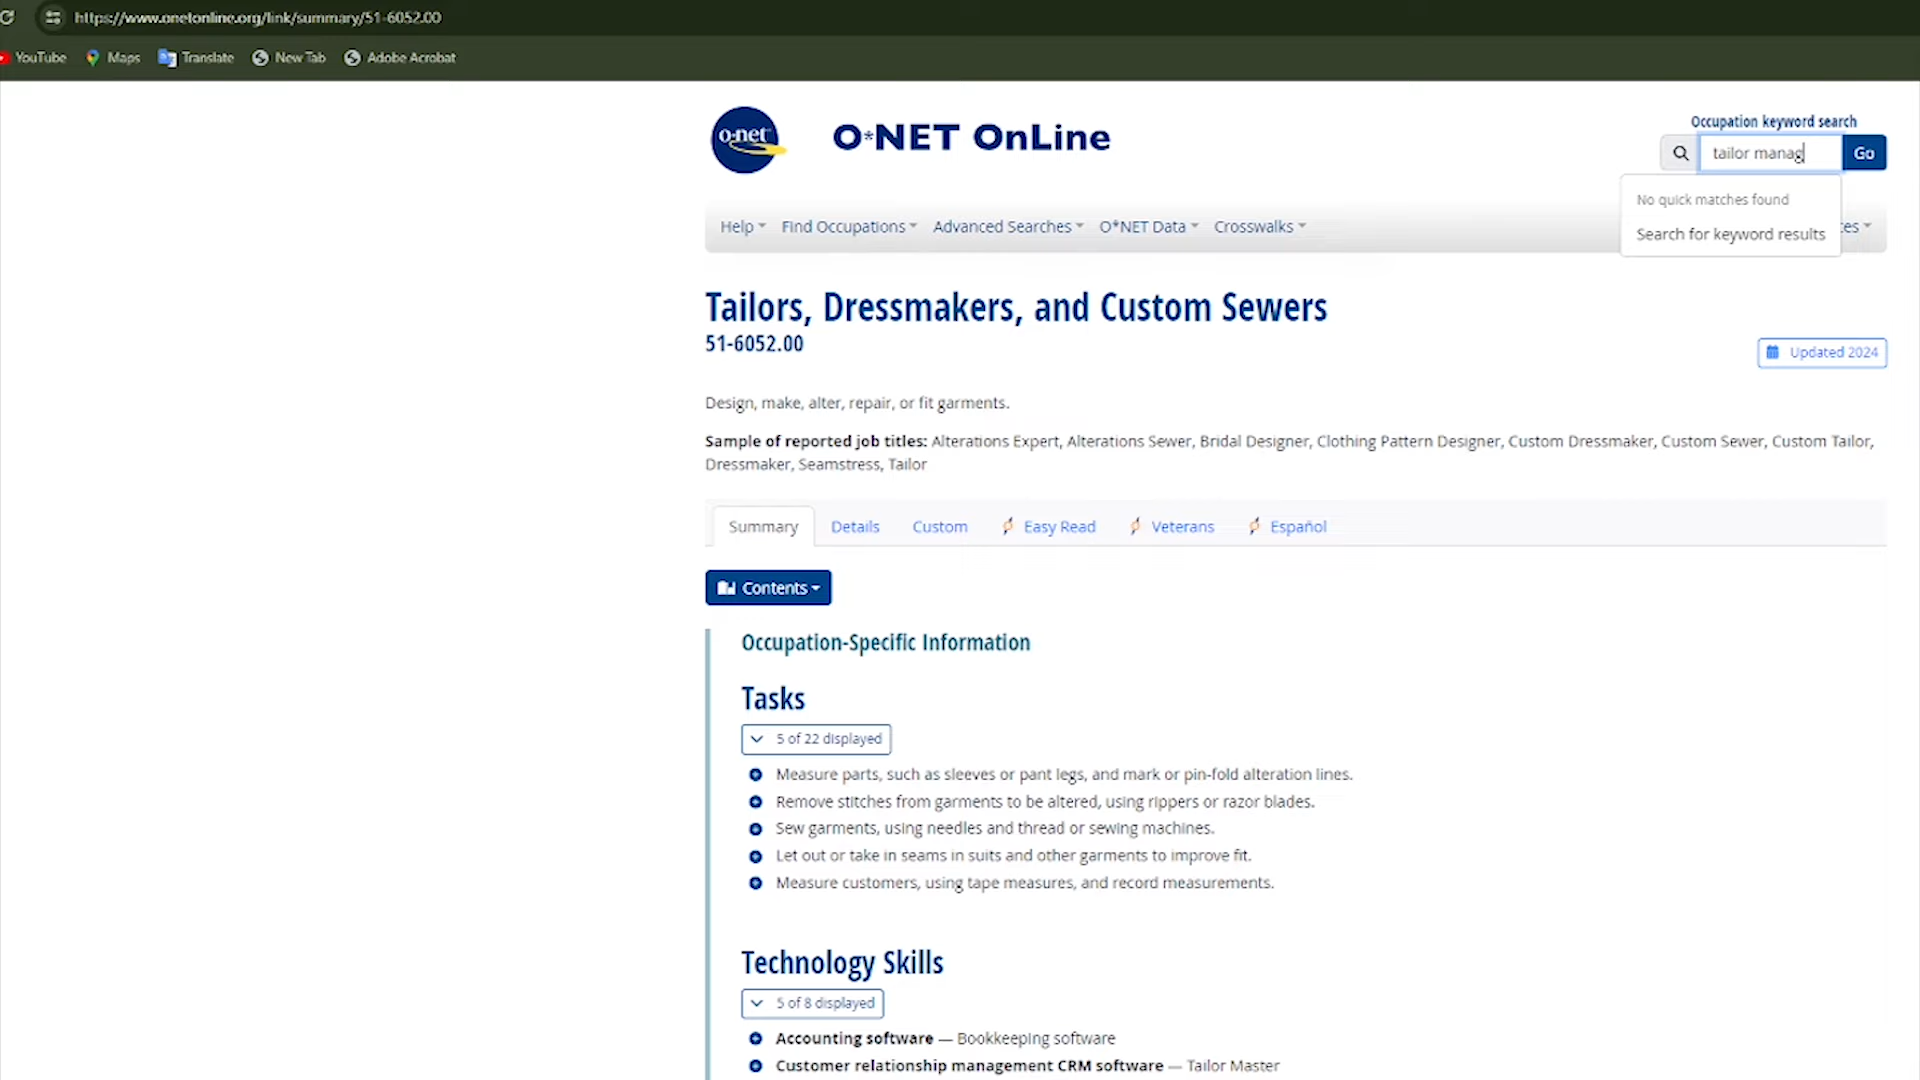 https://www.onetonline.org/link/summary/51-6052.00
YouTube Maps Translate New Tab Adobe Acrobat
o·net
O*NET OnLine
Occupation keyword search
tailor manag
Go
No quick matches found
Search for keyword results
Help Find Occupations Advanced Searches O*NET Data Crosswalks
Tailors, Dressmakers, and Custom Sewers
51-6052.00
Updated 2024
Design, make, alter, repair, or fit garments.
Sample of reported job titles: Alterations Expert, Alterations Sewer, Bridal Designer, Clothing Pattern Designer, Custom Dressmaker, Custom Sewer, Custom Tailor,
Dressmaker, Seamstress, Tailor
Summary Details Custom Easy Read Veterans Español
Contents
Occupation-Specific Information
Tasks
5 of 22 displayed
Measure parts, such as sleeves or pant legs, and mark or pin-fold alteration lines.
Remove stitches from garments to be altered, using rippers or razor blades.
Sew garments, using needles and thread or sewing machines.
Let out or take in seams in suits and other garments to improve fit.
Measure customers, using tape measures, and record measurements.
Technology Skills
5 of 8 displayed
Accounting software — Bookkeeping software
Customer relationship management CRM software — Tailor Master